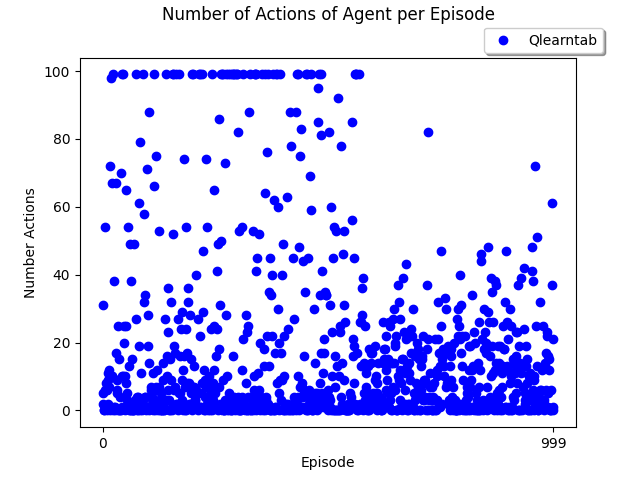 Number of Actions of Agent per Episode
Qlearntab
100
80
60
40
20
0
Number Actions
0
999
Episode